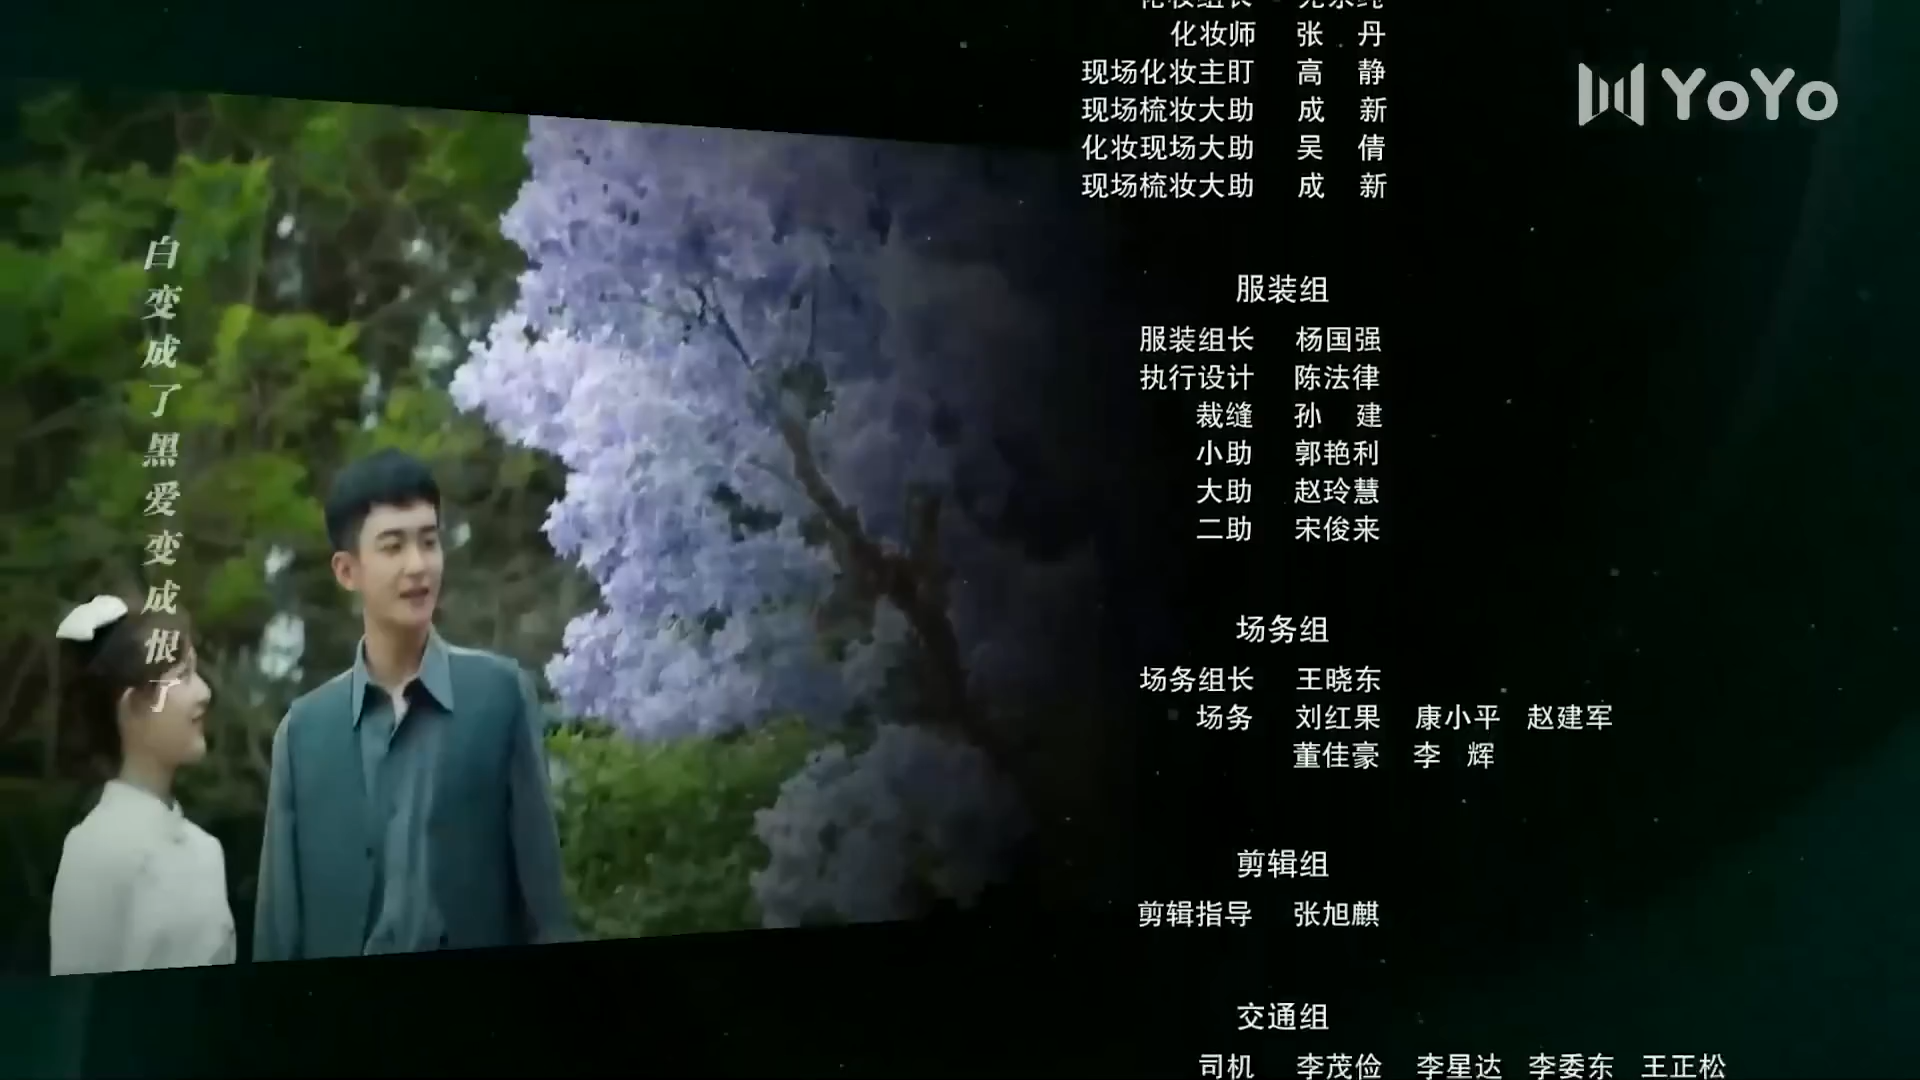 YoYo
白变成了黑爱变成恨了
化妆组长
化妆师 张 丹
现场化妆主盯 高 静
现场梳妆大助 成 新
化妆现场大助 吴 倩
现场梳妆大助 成 新
服装组
服装组长 杨国强
执行设计 陈法律
裁缝 孙 建
小助 郭艳利
大助 赵玲慧
二助 宋俊来
场务组
场务组长 王晓东
场务 刘红果 康小平 赵建军
董佳豪 李 辉
剪辑组
剪辑指导 张旭麒
交通组
司机 李茂俭 李星达 李委东 王正松